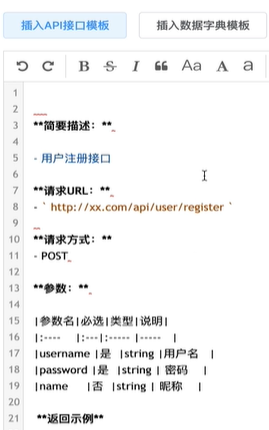 插入API接口模板 插入数据字典模板
B S I Aa A a
1
2
3 **简要描述：**
4
5 - 用户注册接口
6
7 **请求URL：**
8 - ` http://xx.com/api/user/register `
9
10 **请求方式：**
11 - POST
12
13 **参数：**
14
15 |参数名|必选|类型|说明|
16 |:---- |:---|:----- |----- |
17 |username |是 |string |用户名 |
18 |password |是 |string | 密码 |
19 |name |否 |string | 昵称 |
20
21 **返回示例**